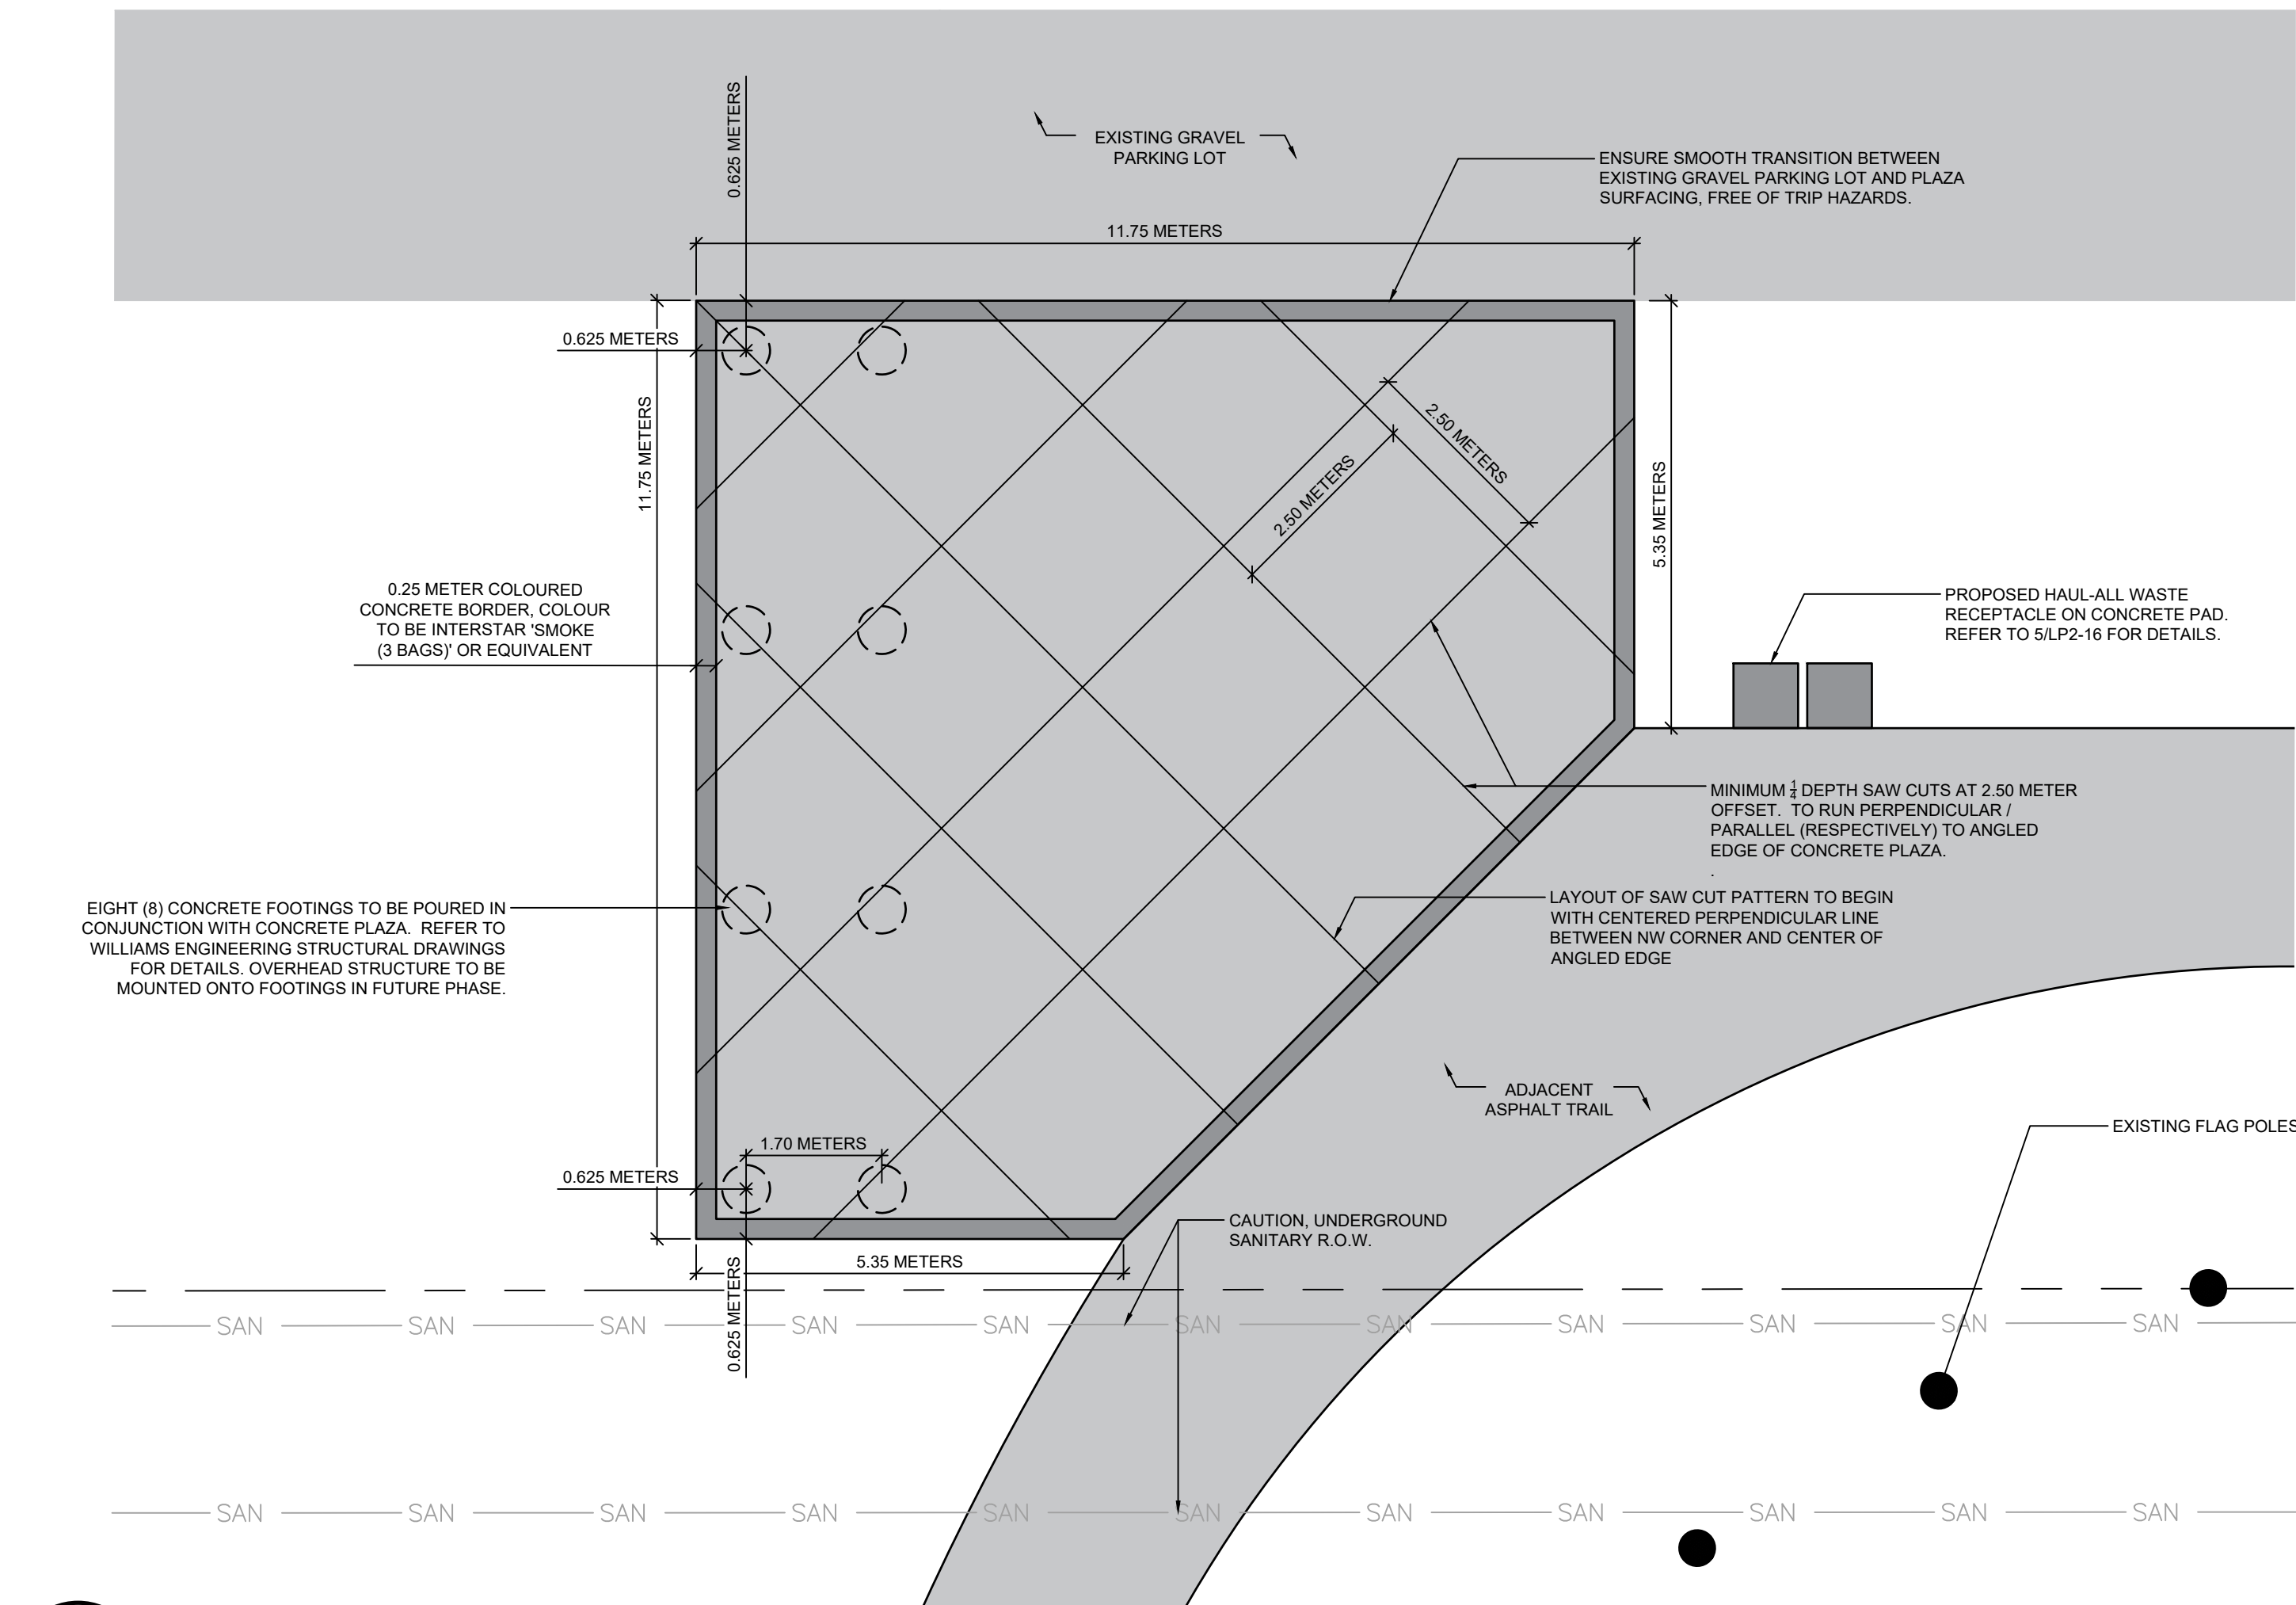 0.625 METERS
EXISTING GRAVEL
PARKING LOT
ENSURE SMOOTH TRANSITION BETWEEN
EXISTING GRAVEL PARKING LOT AND PLAZA
SURFACING, FREE OF TRIP HAZARDS.
11.75 METERS
0.625 METERS
11.75 METERS
2.50 METERS
2.50 METERS
5.35 METERS
0.25 METER COLOURED
CONCRETE BORDER, COLOUR
TO BE INTERSTAR 'SMOKE
(3 BAGS)' OR EQUIVALENT
PROPOSED HAUL-ALL WASTE
RECEPTACLE ON CONCRETE PAD.
REFER TO 5/LP2-16 FOR DETAILS.
MINIMUM 1/4 DEPTH SAW CUTS AT 2.50 METER
OFFSET. TO RUN PERPENDICULAR /
PARALLEL (RESPECTIVELY) TO ANGLED
EDGE OF CONCRETE PLAZA.
.
LAYOUT OF SAW CUT PATTERN TO BEGIN
WITH CENTERED PERPENDICULAR LINE
BETWEEN NW CORNER AND CENTER OF
ANGLED EDGE
EIGHT (8) CONCRETE FOOTINGS TO BE POURED IN
CONJUNCTION WITH CONCRETE PLAZA. REFER TO
WILLIAMS ENGINEERING STRUCTURAL DRAWINGS
FOR DETAILS. OVERHEAD STRUCTURE TO BE
MOUNTED ONTO FOOTINGS IN FUTURE PHASE.
ADJACENT
ASPHALT TRAIL
EXISTING FLAG POLES
1.70 METERS
0.625 METERS
CAUTION, UNDERGROUND
SANITARY R.O.W.
5.35 METERS
0.625 METERS
SAN SAN SAN SAN SAN SAN SAN SAN SAN SAN SAN
SAN SAN SAN SAN SAN SAN SAN SAN SAN SAN SAN